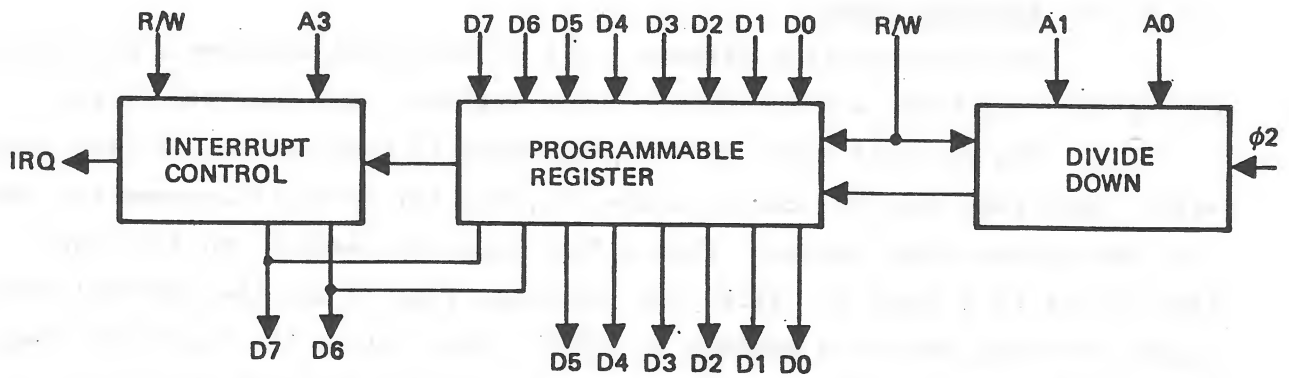 R/W A3 D7 D6 D5 D4 D3 D2 D1 D0 R/W A1 A0
INTERRUPT
CONTROL
PROGRAMMABLE
REGISTER
DIVIDE
DOWN
IRQ
ϕ2
D7 D6 D5 D4 D3 D2 D1 D0